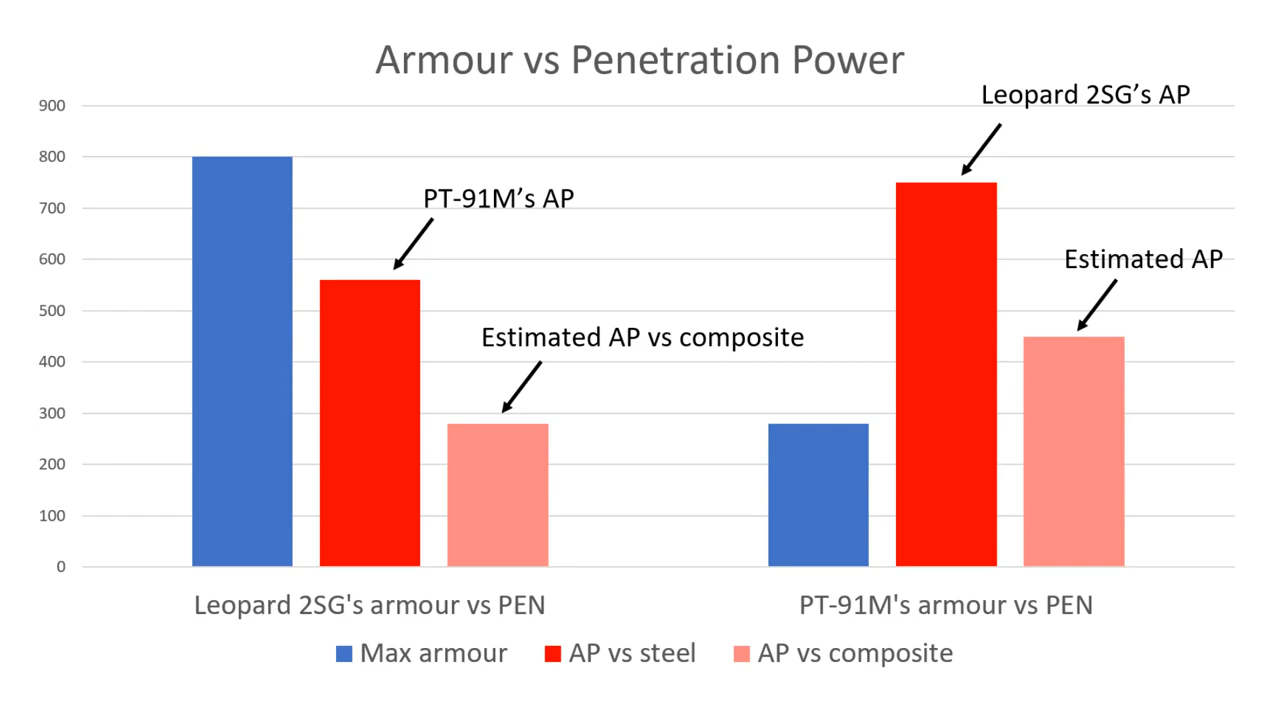 Armour vs Penetration Power
Leopard 2SG’s AP
900
800
PT-91M’s AP
700
600
Estimated AP
500
Estimated AP vs composite
400
300
200
100
0
Leopard 2SG's armour vs PEN
PT-91M's armour vs PEN
Max armour
AP vs steel
AP vs composite